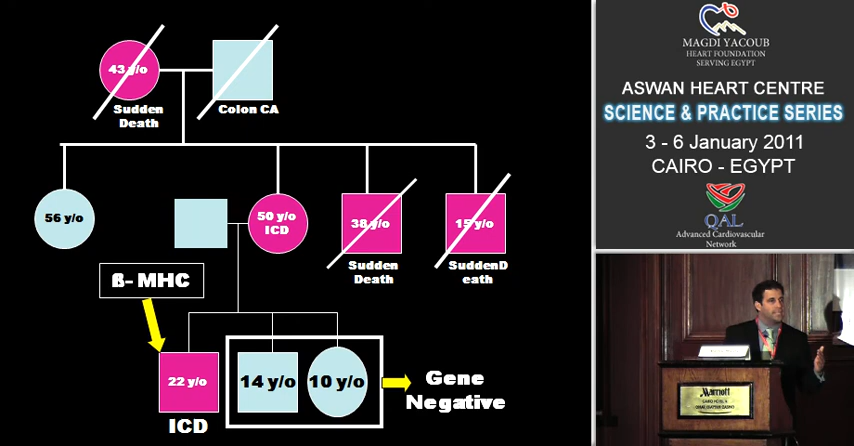 43 y/o
Sudden
Death
Colon CA
56 y/o
50 y/o
ICD
38 y/o
Sudden
Death
15 y/o
SuddenD
eath
ß- MHC
22 y/o
ICD
14 y/o
10 y/o
Gene
Negative
MAGDI YACOUB
HEART FOUNDATION
SERVING EGYPT
ASWAN HEART CENTRE
SCIENCE & PRACTICE SERIES
3 - 6 January 2011
CAIRO - EGYPT
QAL
Advanced Cardiovascular
Network
Marriott